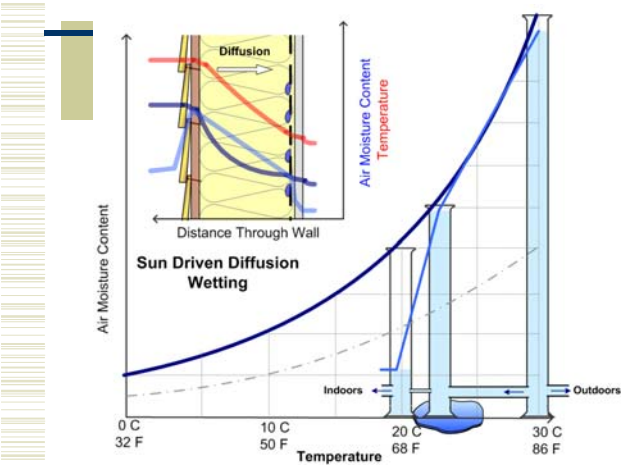 Diffusion
Air Moisture Content
Temperature
Distance Through Wall
Sun Driven Diffusion
Wetting
Air Moisture Content
Indoors
Outdoors
0 C
32 F
10 C
50 F
20 C
68 F
30 C
86 F
Temperature